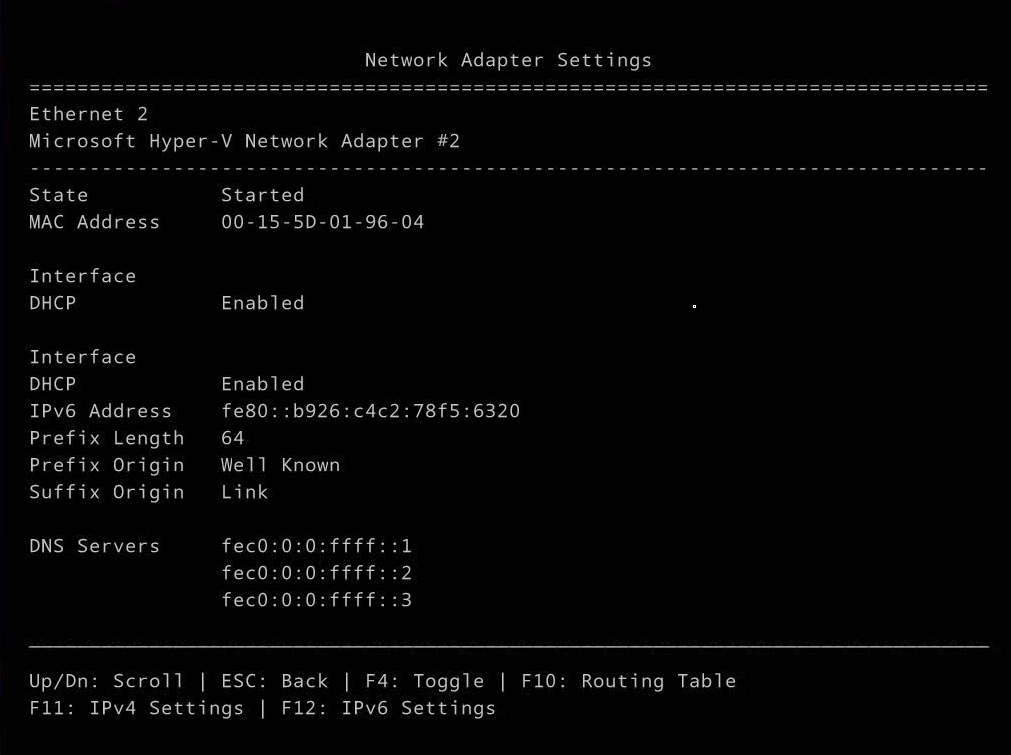 Network Adapter Settings
================================================================================
Ethernet 2
Microsoft Hyper-V Network Adapter #2
--------------------------------------------------------------------------------
State Started
MAC Address 00-15-5D-01-96-04
Interface
DHCP Enabled
Interface
DHCP Enabled
IPv6 Address fe80::b926:c4c2:78f5:6320
Prefix Length 64
Prefix Origin Well Known
Suffix Origin Link
DNS Servers fec0:0:0:ffff::1
fec0:0:0:ffff::2
fec0:0:0:ffff::3
Up/Dn: Scroll | ESC: Back | F4: Toggle | F10: Routing Table
F11: IPv4 Settings | F12: IPv6 Settings